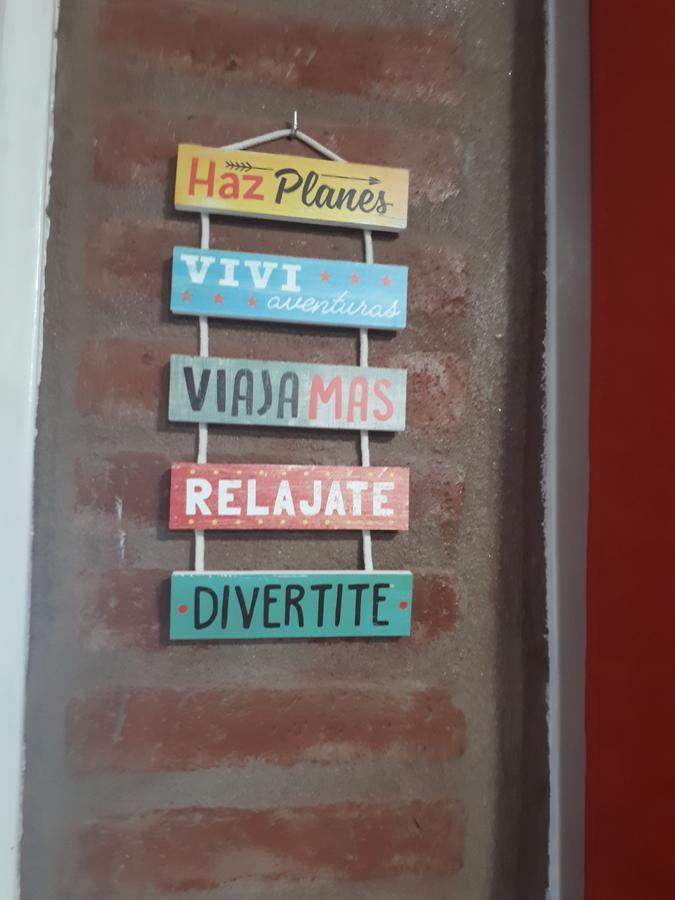 Haz Planes
VIVI
aventuras
VIAJA MAS
RELAJATE
DIVERTITE